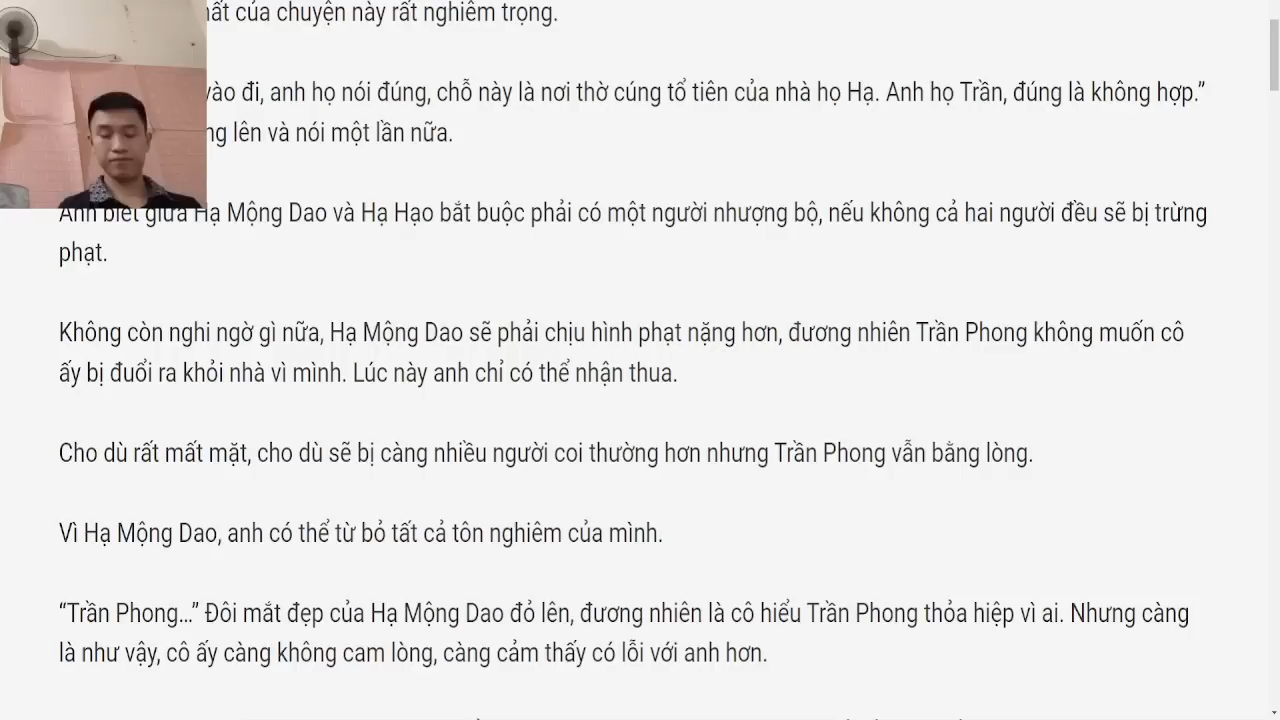 của chuyện này rất nghiêm trọng.
đi, anh họ nói đúng, chỗ này là nơi thờ cúng tổ tiên của nhà họ Hạ. Anh họ Trần, đúng là không hợp.”
lên và nói một lần nữa.
Anh biết giữa Hạ Mộng Dao và Hạ Hạo bắt buộc phải có một người nhượng bộ, nếu không cả hai người đều sẽ bị trừng
phạt.
Không còn nghi ngờ gì nữa, Hạ Mộng Dao sẽ phải chịu hình phạt nặng hơn, đương nhiên Trần Phong không muốn cô
ấy bị đuổi ra khỏi nhà vì mình. Lúc này anh chỉ có thể nhận thua.
Cho dù rất mất mặt, cho dù sẽ bị càng nhiều người coi thường hơn nhưng Trần Phong vẫn bằng lòng.
Vì Hạ Mộng Dao, anh có thể từ bỏ tất cả tôn nghiêm của mình.
“Trần Phong…” Đôi mắt đẹp của Hạ Mộng Dao đỏ lên, đương nhiên là cô hiểu Trần Phong thỏa hiệp vì ai. Nhưng càng
là như vậy, cô ấy càng không cam lòng, càng cảm thấy có lỗi với anh hơn.